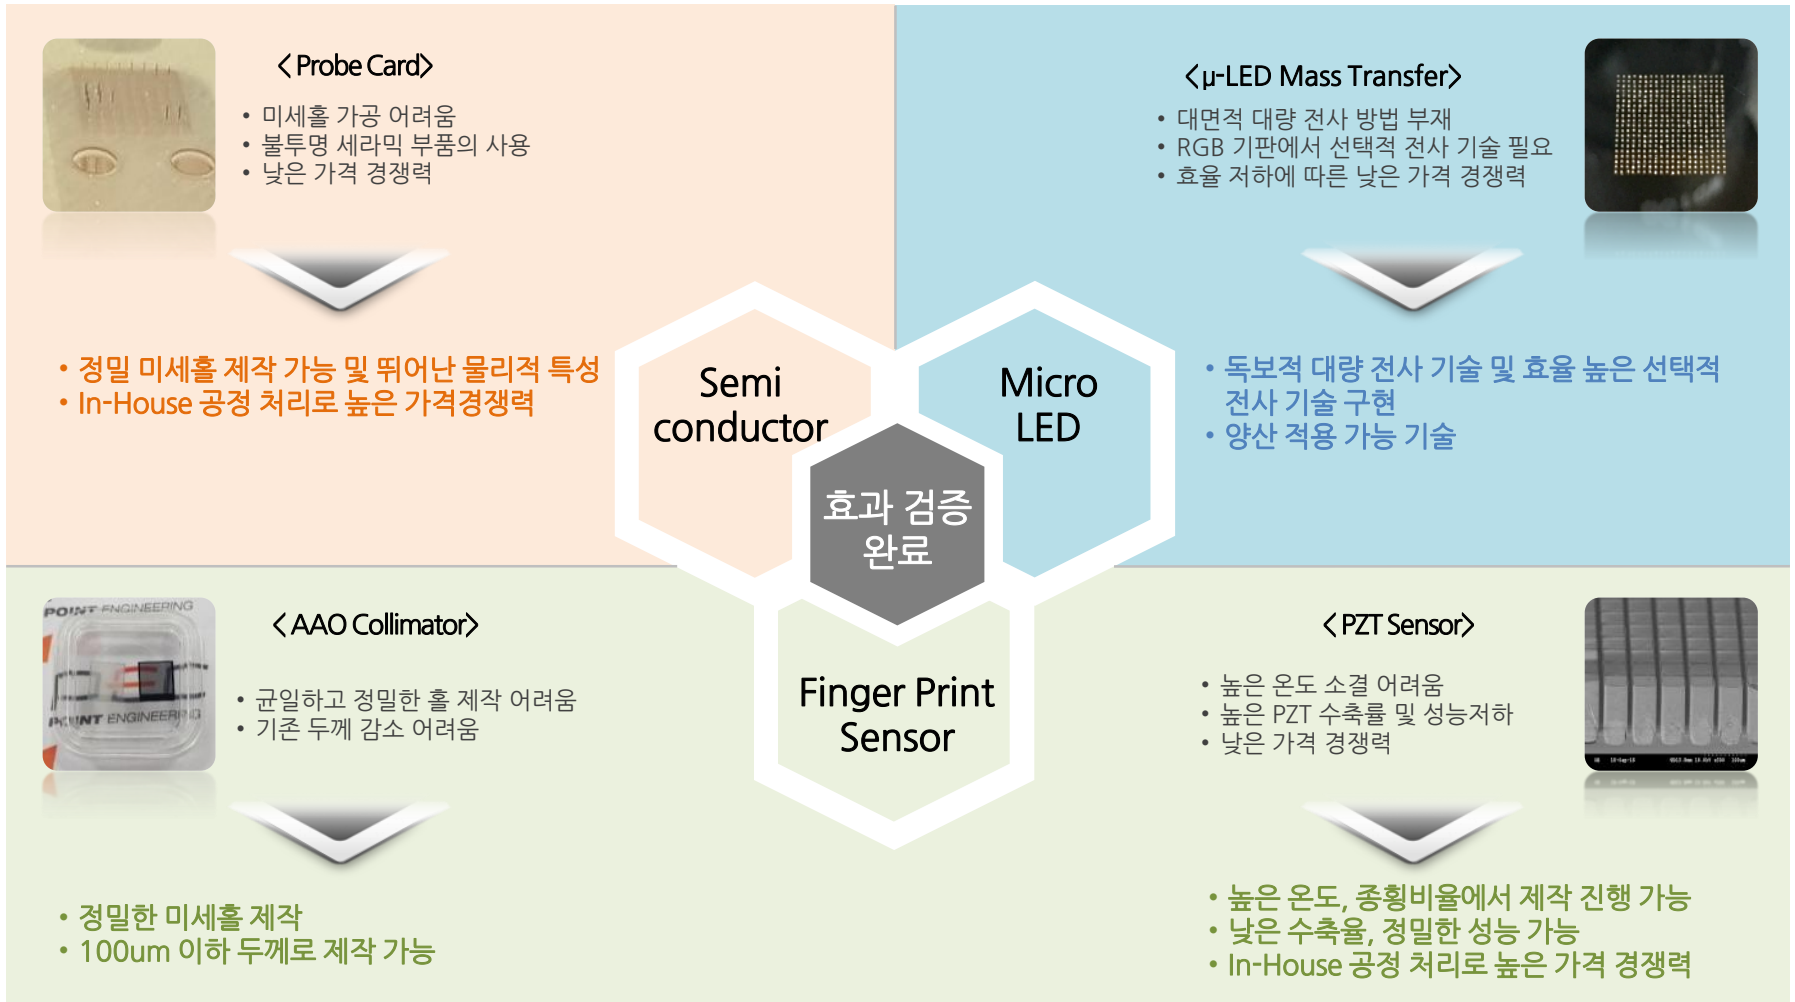 < Probe Card>
• 미세홀 가공 어려움
• 불투명 세라믹 부품의 사용
• 낮은 가격 경쟁력
• 정밀 미세홀 제작 가능 및 뛰어난 물리적 특성
• In-House 공정 처리로 높은 가격경쟁력
<μ-LED Mass Transfer>
• 대면적 대량 전사 방법 부재
• RGB 기판에서 선택적 전사 기술 필요
• 효율 저하에 따른 낮은 가격 경쟁력
• 독보적 대량 전사 기술 및 효율 높은 선택적
전사 기술 구현
• 양산 적용 가능 기술
Semi
conductor
Micro
LED
효과 검증
완료
Finger Print
Sensor
POINT ENGINEERING
POINT ENGINEERING
< AAO Collimator>
• 균일하고 정밀한 홀 제작 어려움
• 기존 두께 감소 어려움
• 정밀한 미세홀 제작
• 100um 이하 두께로 제작 가능
< PZT Sensor>
• 높은 온도 소결 어려움
• 높은 PZT 수축률 및 성능저하
• 낮은 가격 경쟁력
• 높은 온도, 종횡비율에서 제작 진행 가능
• 낮은 수축율, 정밀한 성능 가능
• In-House 공정 처리로 높은 가격 경쟁력